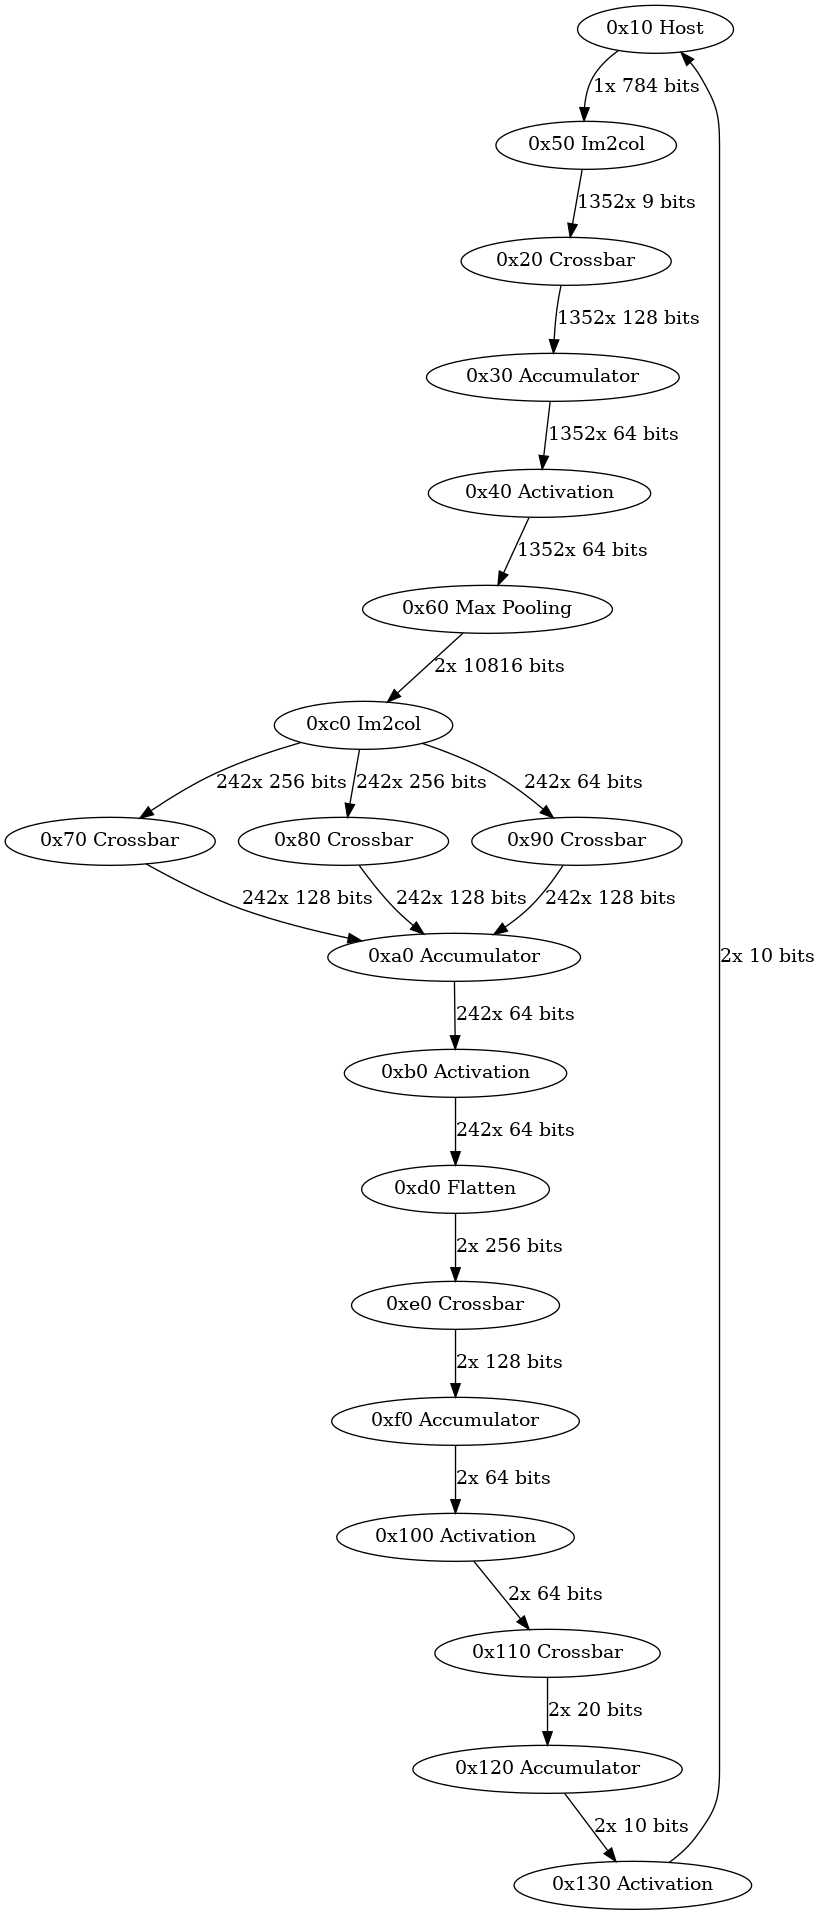 0x10 Host
1x 784 bits
0x50 Im2col
1352x 9 bits
0x20 Crossbar
1352x 128 bits
0x30 Accumulator
1352x 64 bits
0x40 Activation
1352x 64 bits
0x60 Max Pooling
2x 10816 bits
0xc0 Im2col
242x 256 bits
242x 256 bits
242x 64 bits
0x70 Crossbar
0x80 Crossbar
0x90 Crossbar
242x 128 bits
242x 128 bits
242x 128 bits
0xa0 Accumulator
2x 10 bits
242x 64 bits
0xb0 Activation
242x 64 bits
0xd0 Flatten
2x 256 bits
0xe0 Crossbar
2x 128 bits
0xf0 Accumulator
2x 64 bits
0x100 Activation
2x 64 bits
0x110 Crossbar
2x 20 bits
0x120 Accumulator
2x 10 bits
0x130 Activation